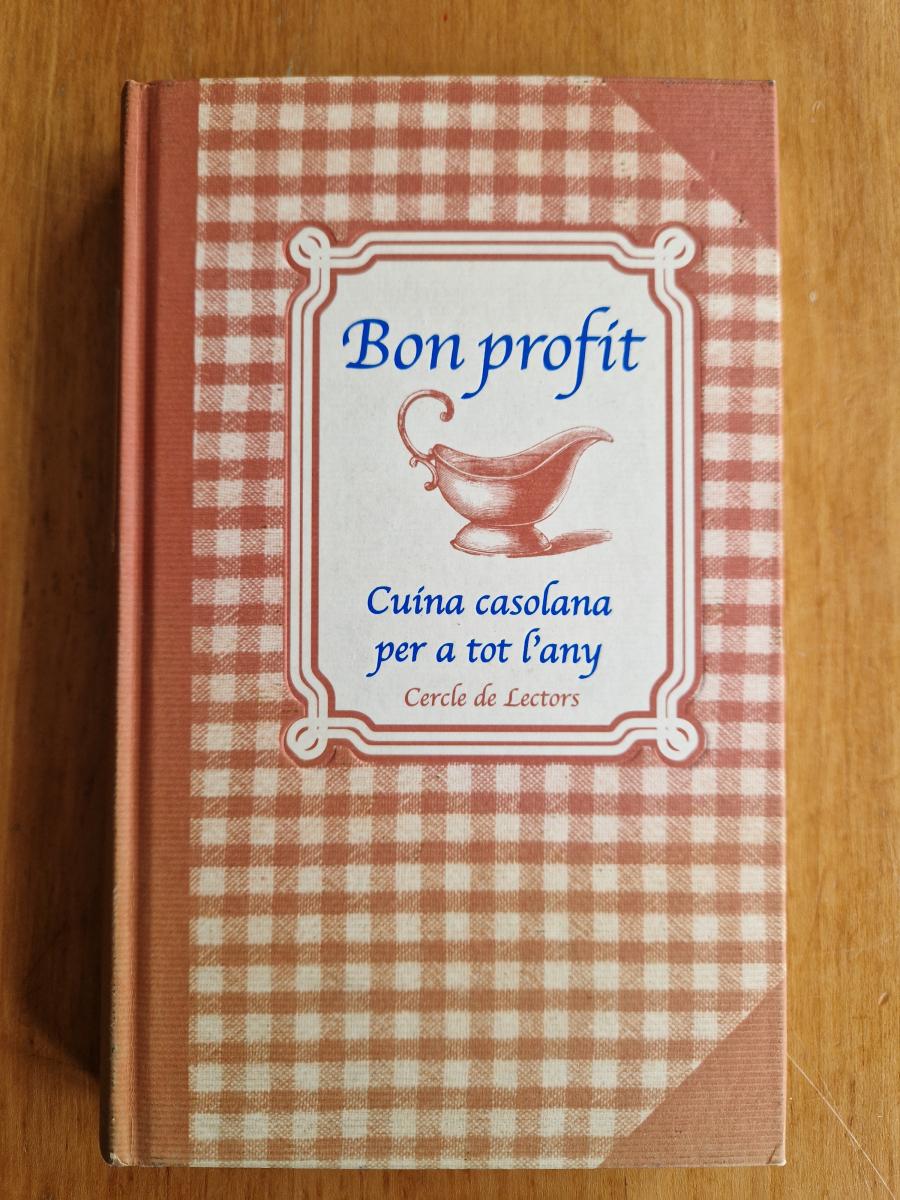 Bon profit
Cuina casolana
per a tot l'any
Cercle de Lectors